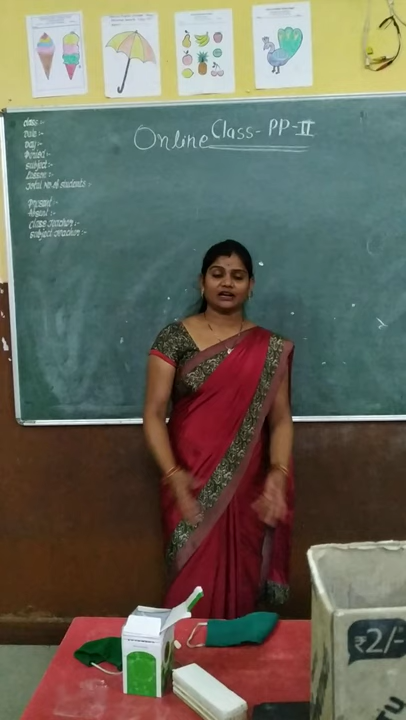 Online Class - PP-II
Class :-
Date :-
Day :-
Period :-
Subject :-
Lesson :-
Total No of students :-
Present :-
Absent :-
Class Teacher :-
Subject Teacher :-
₹2/-